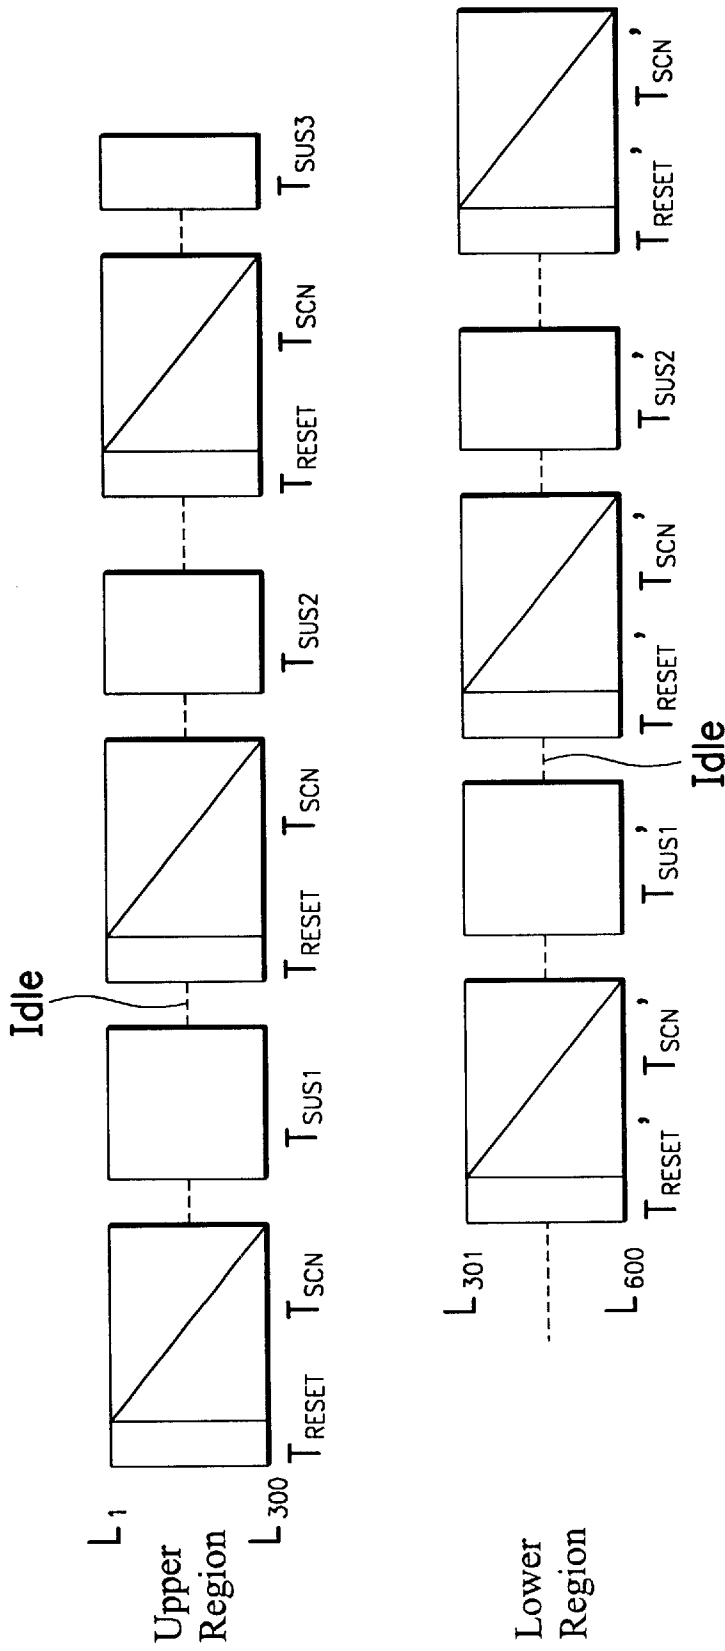 Idle
L1
Upper
Region
L300
TRESET TSCN TSUS1 TRESET TSCN TSUS2 TRESET TSCN TSUS3
L301
Lower
Region
L600
TRESET' TSCN' TSUS1' TRESET' TSCN' TSUS2' TRESET' TSCN'
Idle